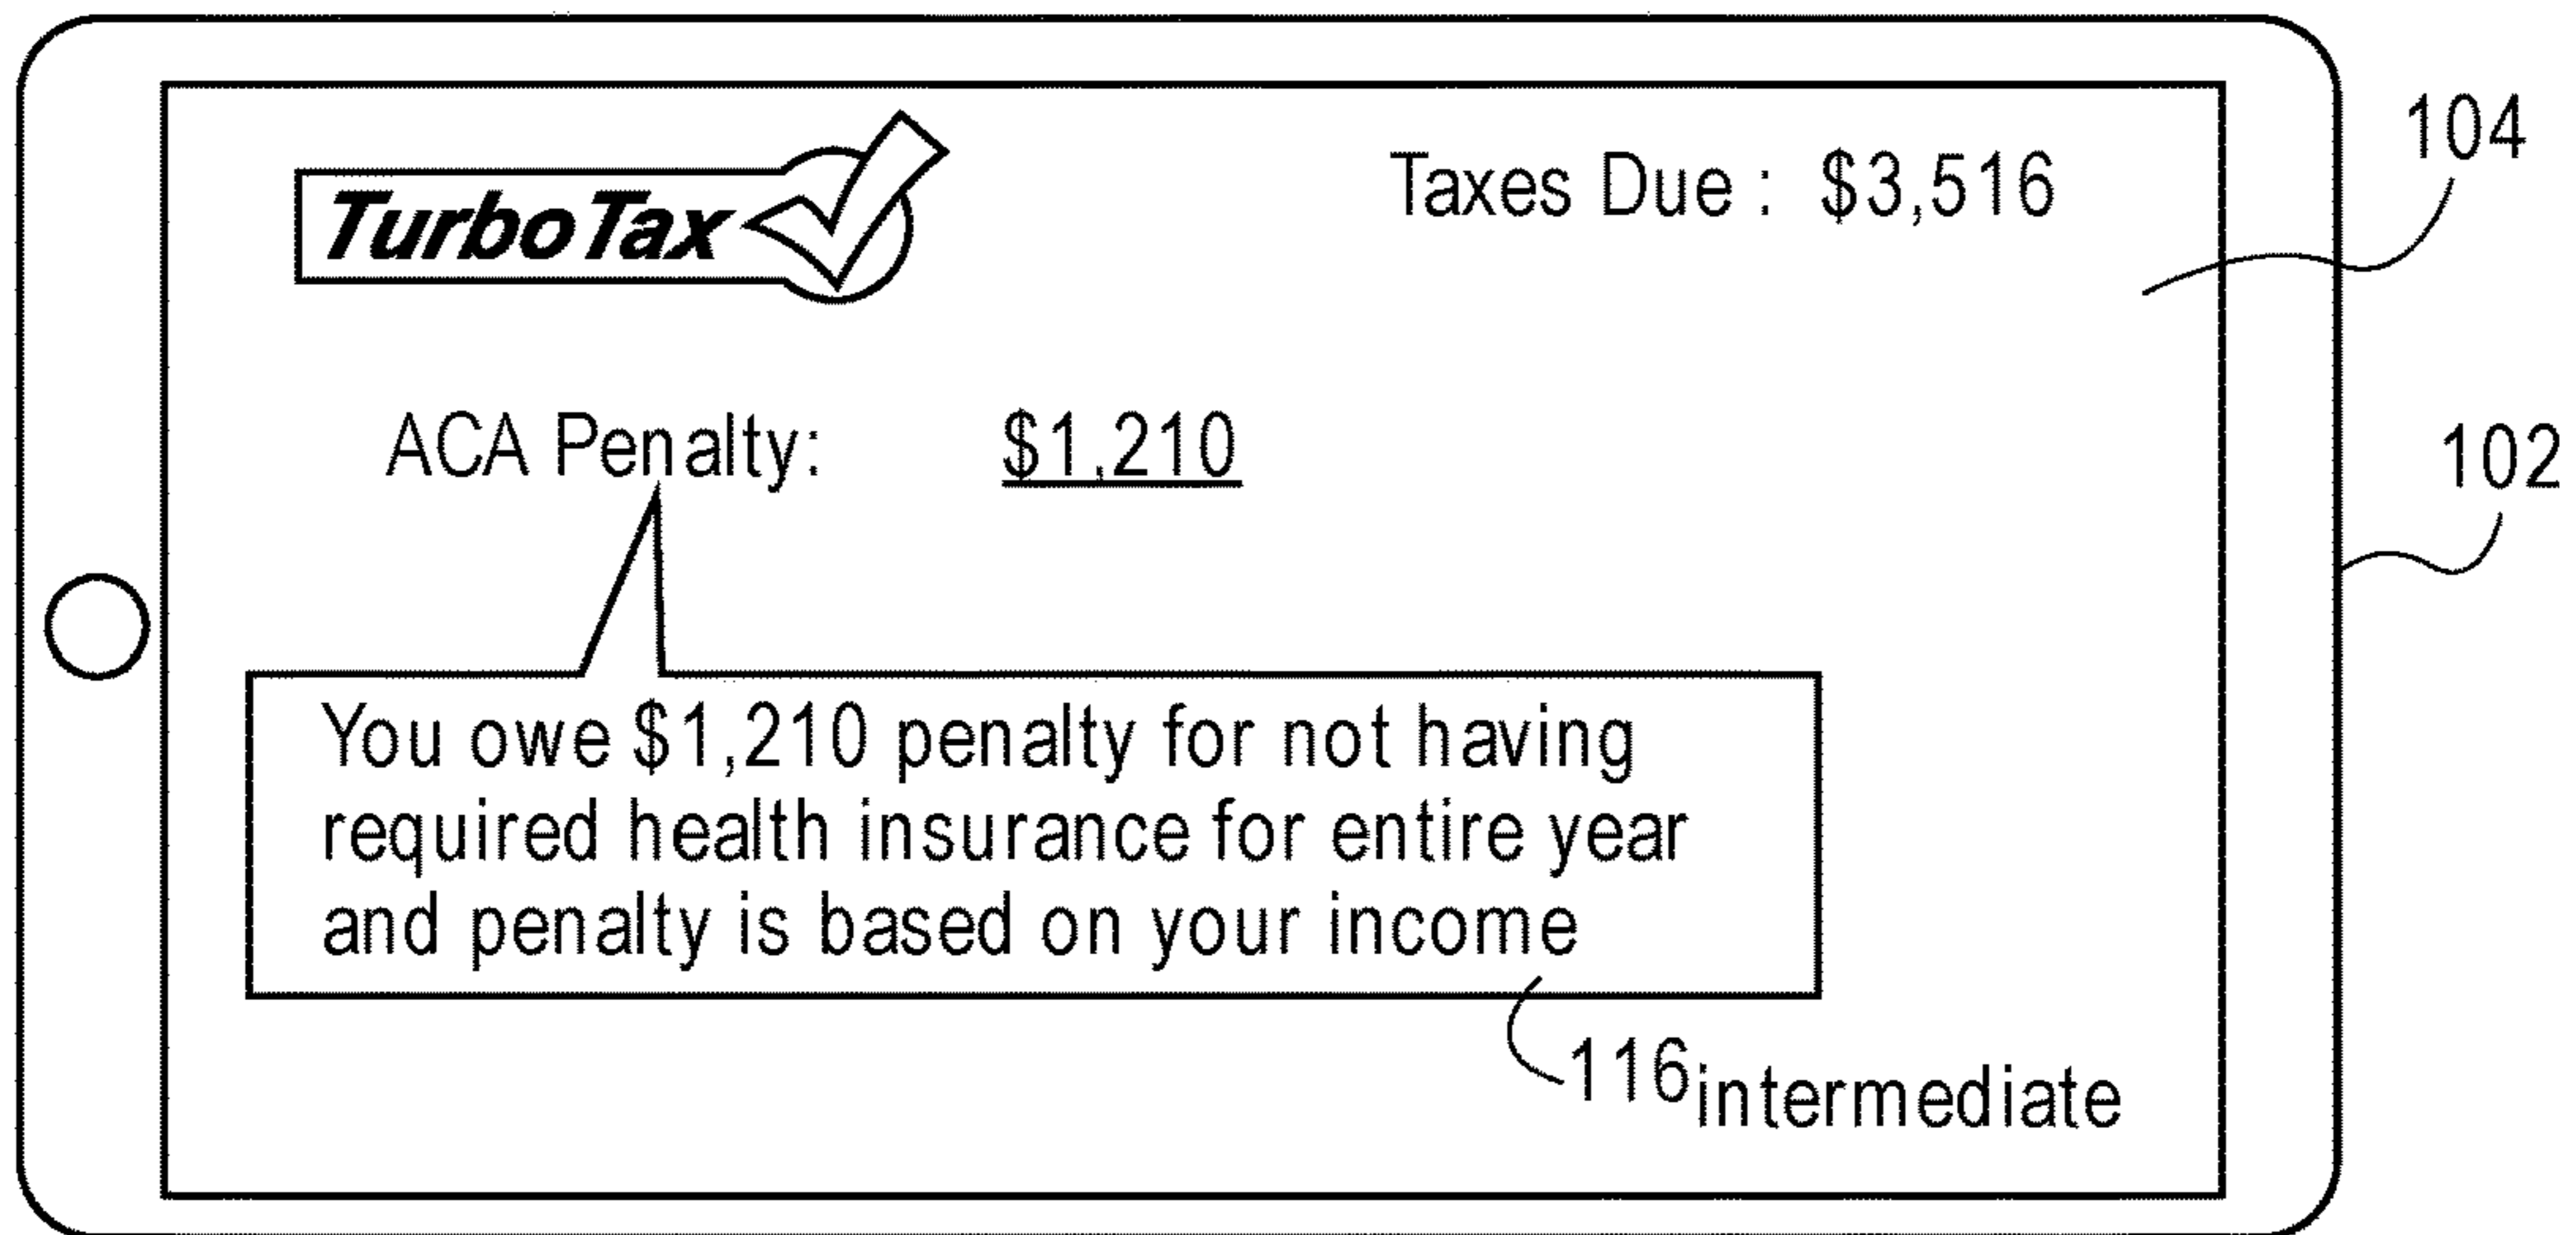 TurboTax
Taxes Due : $3,516
104
ACA Penalty: $1,210
102
You owe $1,210 penalty for not having
required health insurance for entire year
and penalty is based on your income
116intermediate